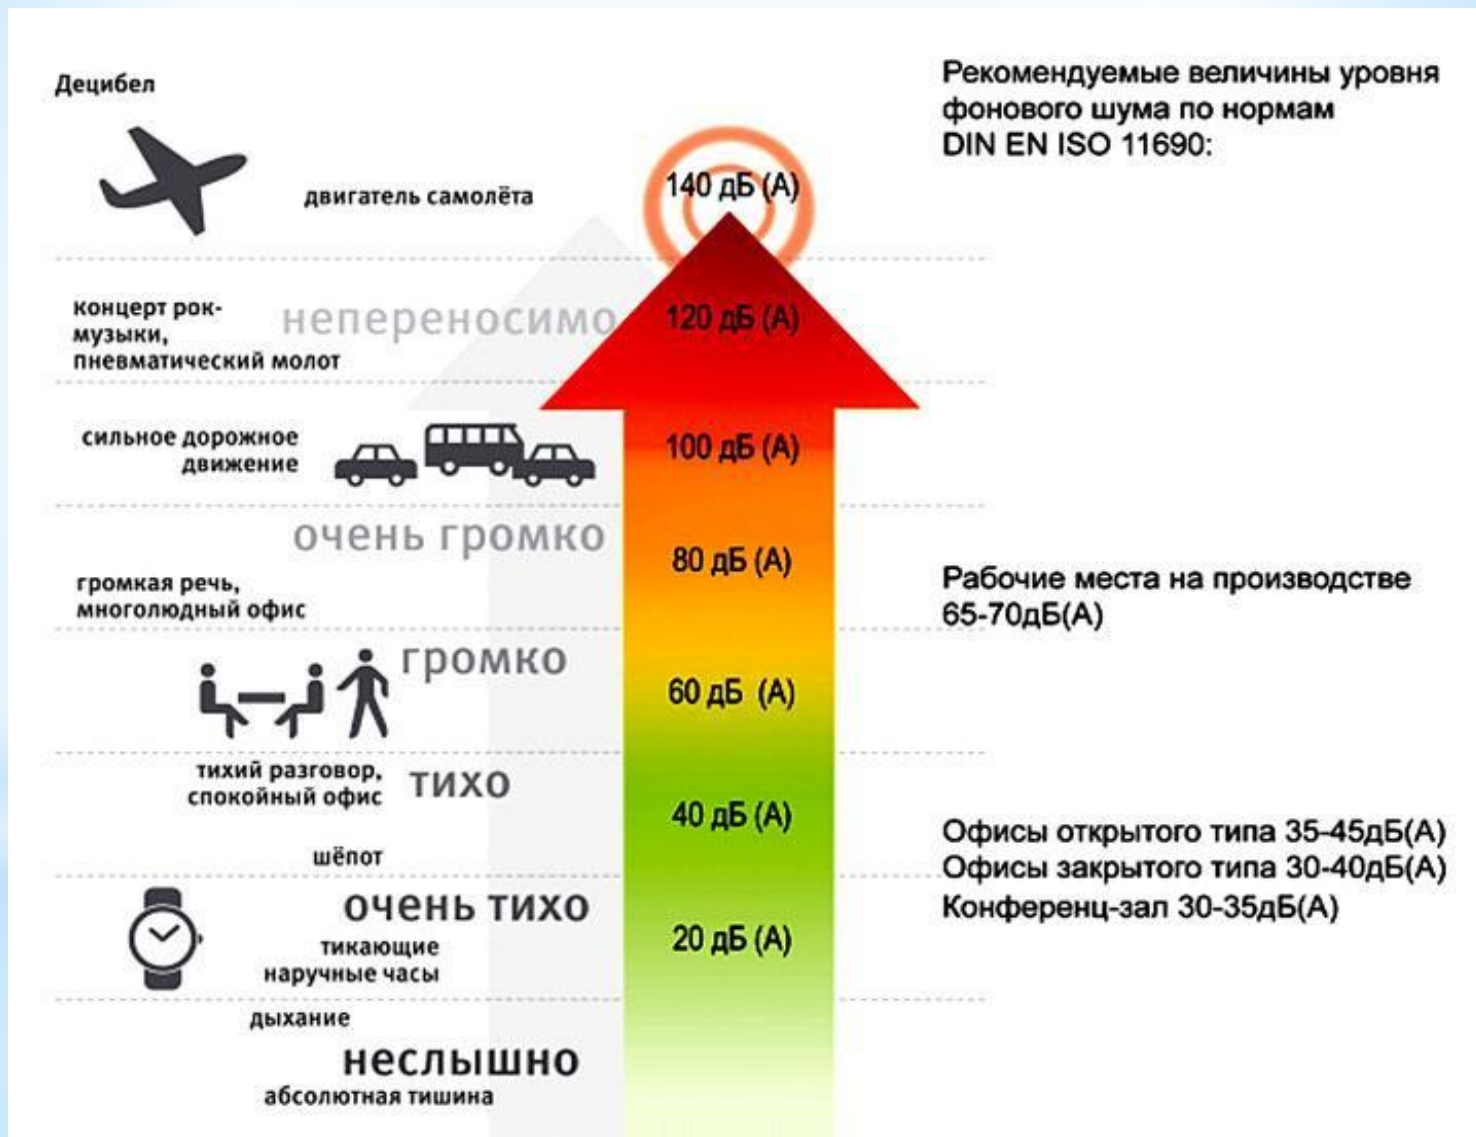 Децибел
Рекомендуемые величины уровня
фонового шума по нормам
DIN EN ISO 11690:
двигатель самолёта
140 дБ (А)
концерт рок-
музыки,
пневматический молот
непереносимо
120 дБ (А)
сильное дорожное
движение
100 дБ (А)
очень громко
80 дБ (А)
громкая речь,
многолюдный офис
Рабочие места на производстве
65-70дБ(А)
громко
60 дБ (А)
тихий разговор,
спокойный офис
тихо
40 дБ (А)
шёпот
Офисы открытого типа 35-45дБ(А)
Офисы закрытого типа 30-40дБ(А)
Конференц-зал 30-35дБ(А)
очень тихо
20 дБ (А)
тикающие
наручные часы
дыхание
неслышно
абсолютная тишина